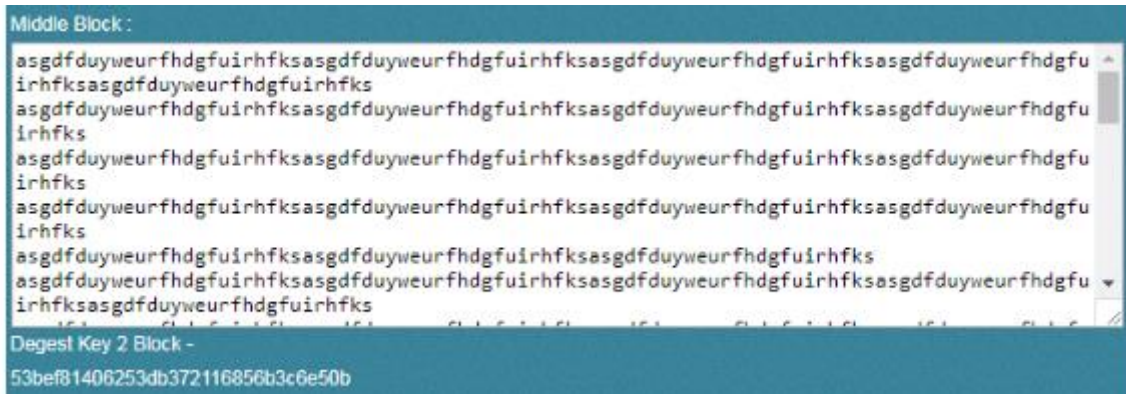 Middle Block :
asgdfduyweurfhdgfuirhfksasgdfduyweurfhdgfuirhfksasgdfduyweurfhdgfuirhfksasgdfduyweurfhdgfu
irhfksasgdfduyweurfhdgfuirhfks
asgdfduyweurfhdgfuirhfksasgdfduyweurfhdgfuirhfksasgdfduyweurfhdgfuirhfksasgdfduyweurfhdgfu
irhfks
asgdfduyweurfhdgfuirhfksasgdfduyweurfhdgfuirhfksasgdfduyweurfhdgfuirhfksasgdfduyweurfhdgfu
irhfks
asgdfduyweurfhdgfuirhfksasgdfduyweurfhdgfuirhfksasgdfduyweurfhdgfuirhfksasgdfduyweurfhdgfu
irhfks
asgdfduyweurfhdgfuirhfksasgdfduyweurfhdgfuirhfksasgdfduyweurfhdgfuirhfks
asgdfduyweurfhdgfuirhfksasgdfduyweurfhdgfuirhfksasgdfduyweurfhdgfuirhfksasgdfduyweurfhdgfu
irhfksasgdfduyweurfhdgfuirhfks
Degest Key 2 Block -
53bef81406253db372116856b3c6e50b